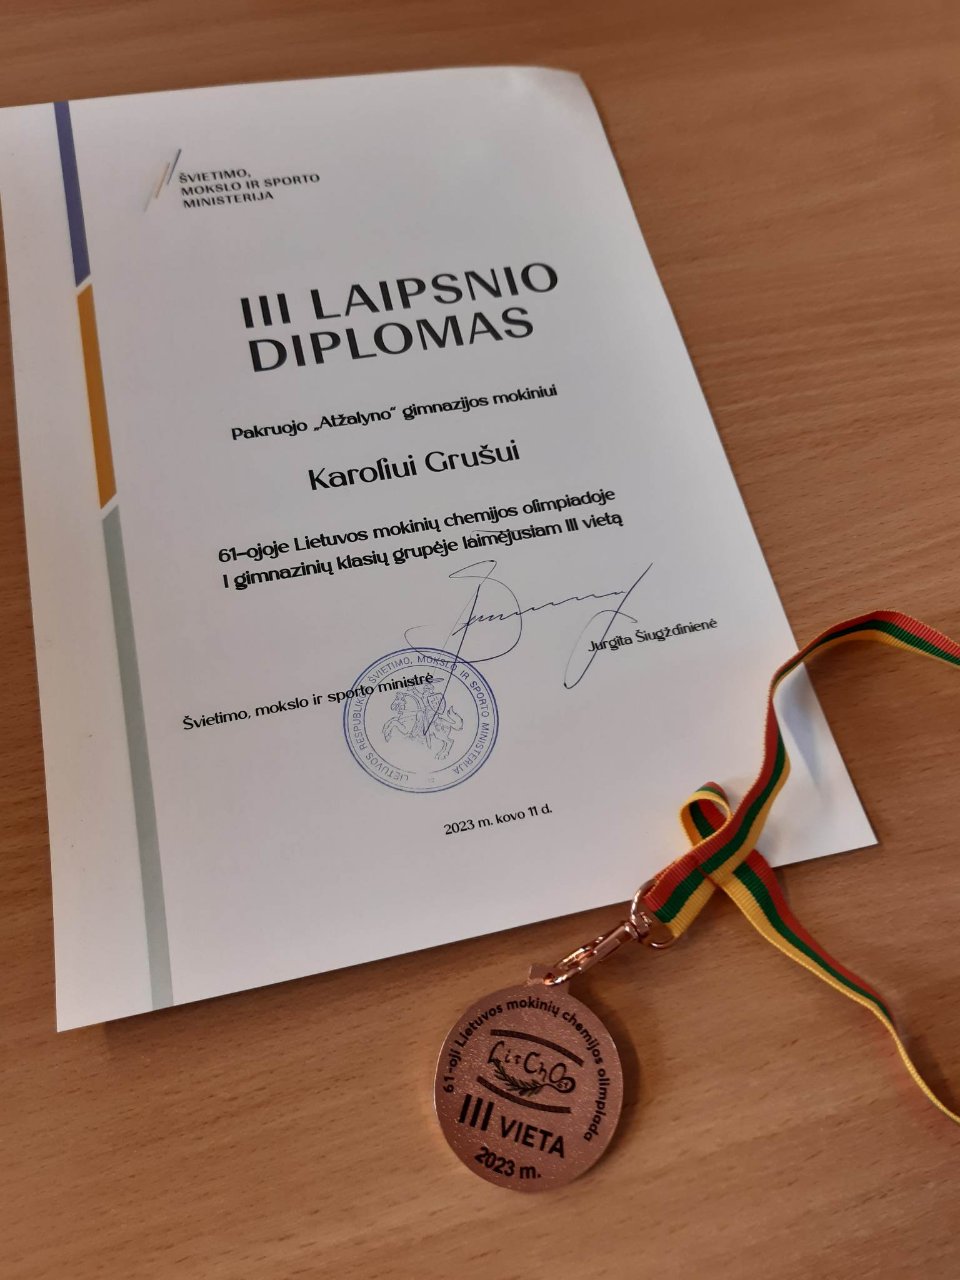 ŠVIETIMO,
MOKSLO IR SPORTO
MINISTERIJA
III LAIPSNIO
DIPLOMAS
Pakruojo „Atžalyno“ gimnazijos mokiniui
Karoliui Grušui
61-ojoje Lietuvos mokinių chemijos olimpiadoje
I gimnazinių klasių grupėje laimėjusiam III vietą
Jurgita Šiugždinienė
Švietimo, mokslo ir sporto ministrė
LIETUVOS RESPUBLIKOS ŠVIETIMO, MOKSLO IR SPORTO MINISTERIJA
2023 m. kovo 11 d.
61-oji Lietuvos mokinių chemijos olimpiada
LitChO
III VIETA
2023 m.